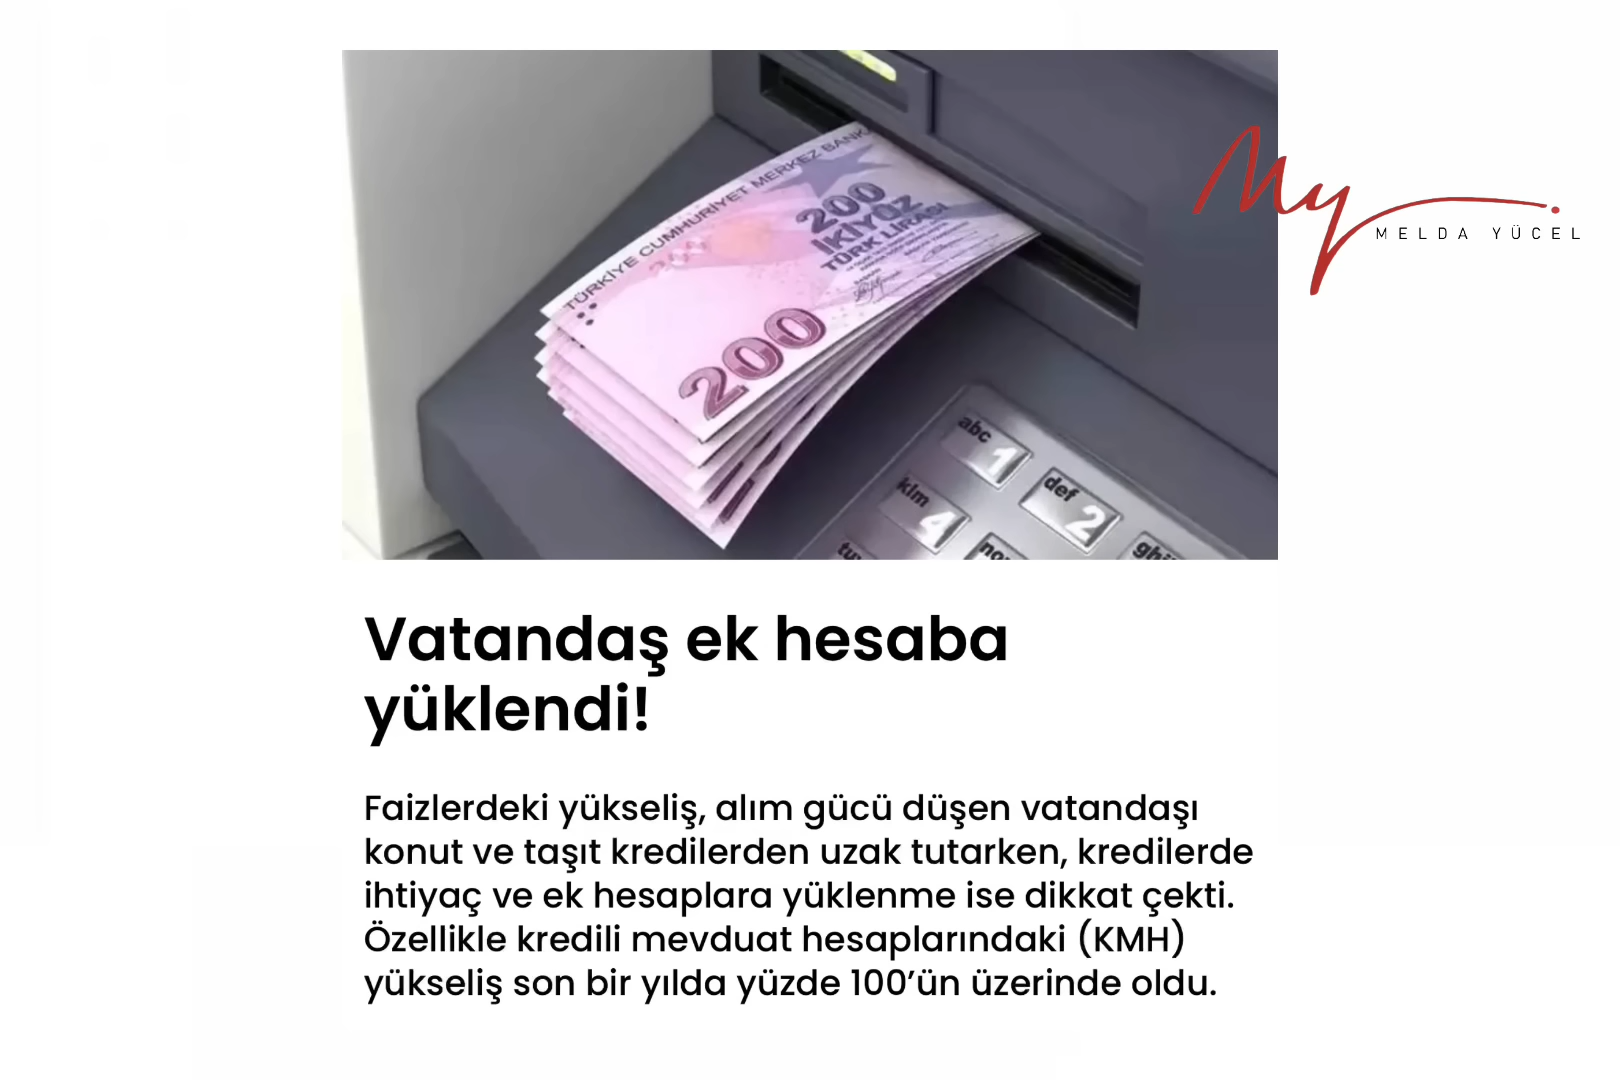 TÜRKİYE CUMHURİYET MERKEZ BANK
200
İKİYÜZ
TÜRK LİRASI
200
abc
1
def
2
klm
4
My.
MELDA YÜCEL
Vatandaş ek hesaba
yüklendi!
Faizlerdeki yükseliş, alım gücü düşen vatandaşı
konut ve taşıt kredilerden uzak tutarken, kredilerde
ihtiyaç ve ek hesaplara yüklenme ise dikkat çekti.
Özellikle kredili mevduat hesaplarındaki (KMH)
yükseliş son bir yılda yüzde 100’ün üzerinde oldu.